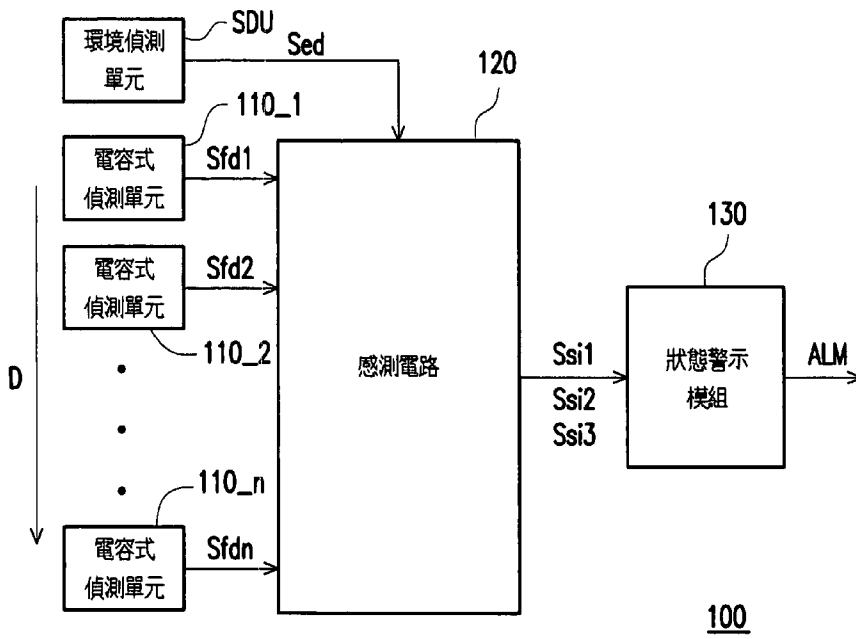 環境偵測
單元
SDU
Sed
110_1
電容式
偵測單元
Sfd1
電容式
偵測單元
Sfd2
110_2
D
110_n
電容式
偵測單元
Sfdn
120
感測電路
Ssi1
Ssi2
Ssi3
130
狀態警示
模組
ALM
100